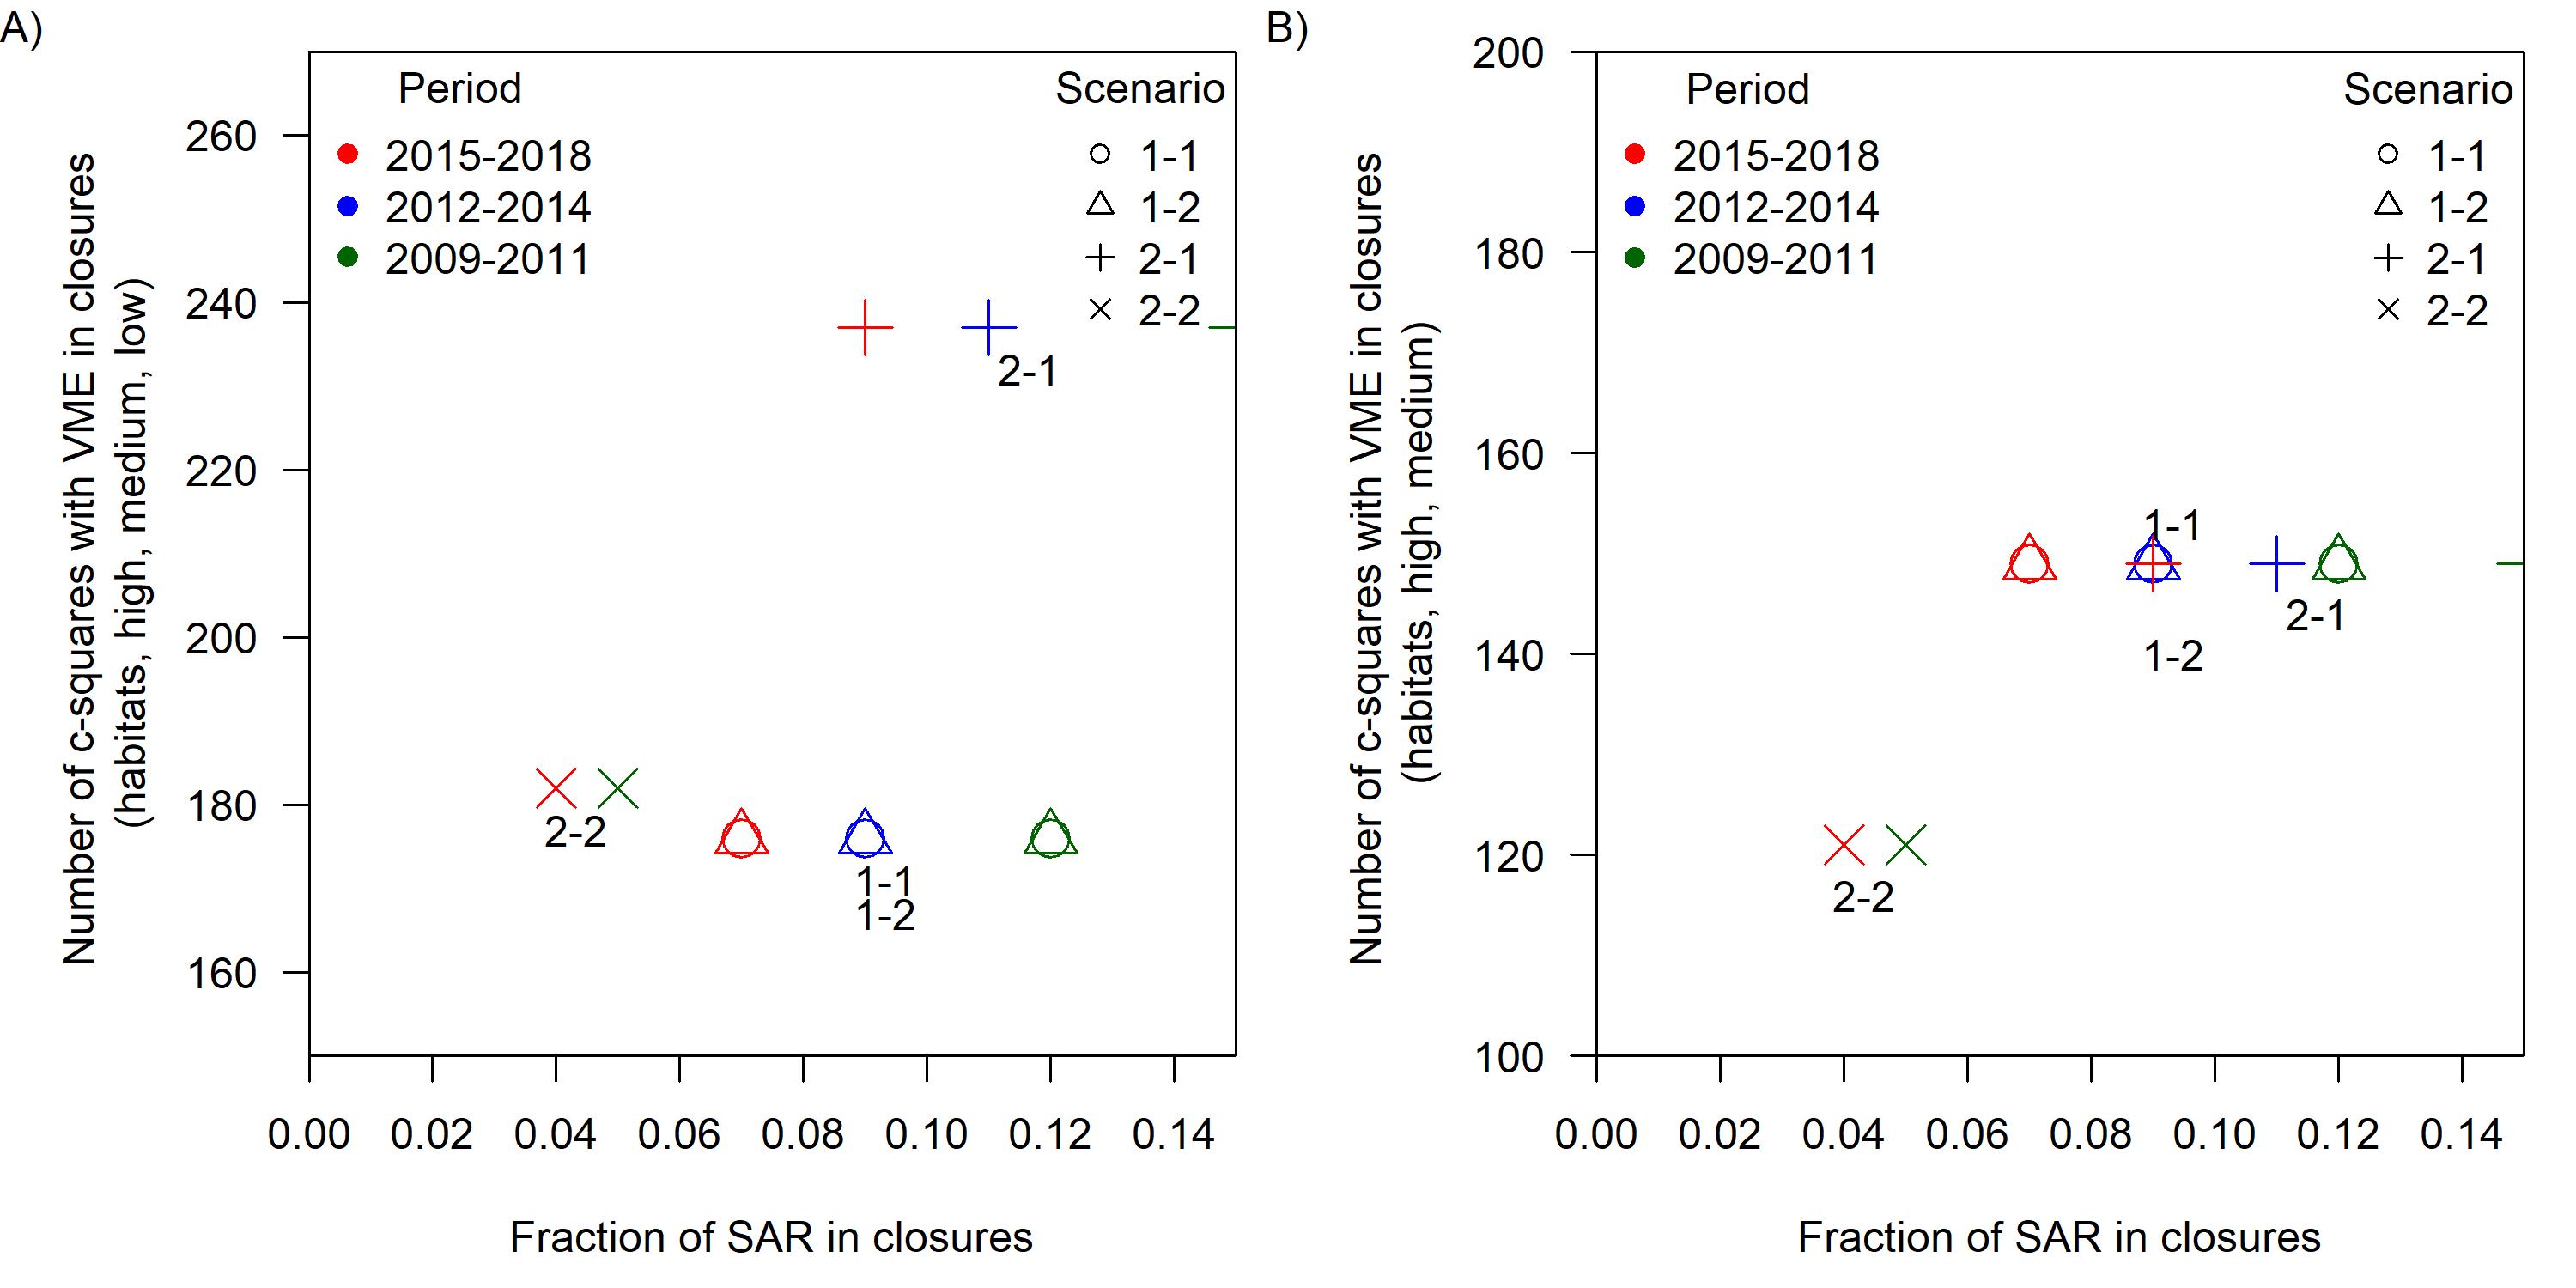 A)
Period
Scenario
2015-2018
1-1
2012-2014
1-2
2009-2011
2-1
2-2
260
240
220
200
180
160
Number of c-squares with VME in closures
(habitats, high, medium, low)
2-1
2-2
1-1
1-2
0.00 0.02 0.04 0.06 0.08 0.10 0.12 0.14
Fraction of SAR in closures
B)
Period
Scenario
2015-2018
1-1
2012-2014
1-2
2009-2011
2-1
2-2
200
180
160
140
120
100
Number of c-squares with VME in closures
(habitats, high, medium)
1-1
2-1
1-2
2-2
0.00 0.02 0.04 0.06 0.08 0.10 0.12 0.14
Fraction of SAR in closures